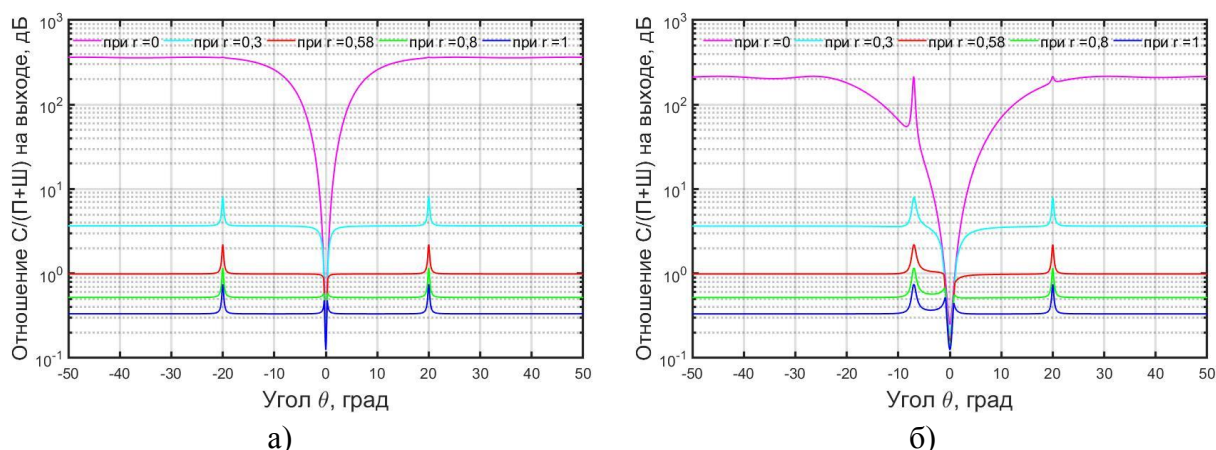 Отношение С/(П+Ш) на выходе, дБ
10³
10²
10¹
10⁰
10⁻¹
при r =0 при r =0,3 при r =0,58 при r =0,8 при r =1
-50 -40 -30 -20 -10 0 10 20 30 40 50
Угол θ, град
а)
Отношение С/(П+Ш) на выходе, дБ
10³
10²
10¹
10⁰
10⁻¹
при r =0 при r =0,3 при r =0,58 при r =0,8 при r =1
-50 -40 -30 -20 -10 0 10 20 30 40 50
Угол θ, град
б)